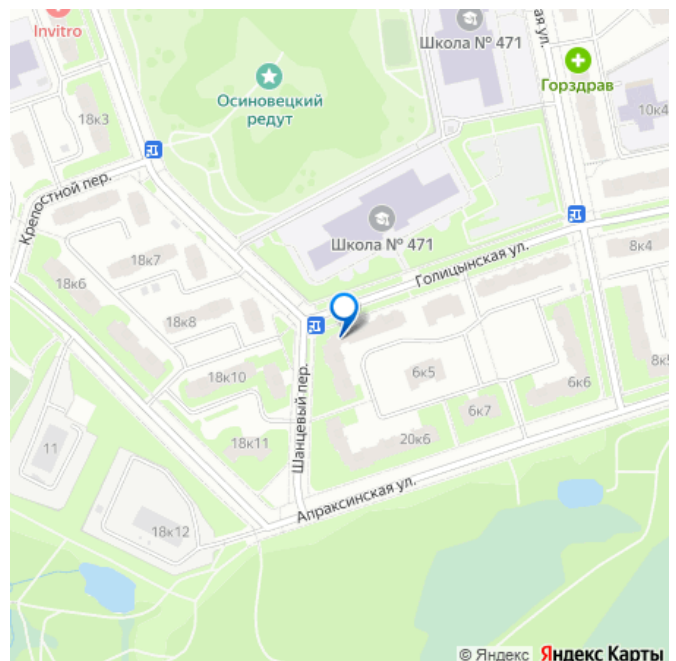 Invitro
Школа № 471
ая ул.
Горздрав
Осиновецкий
редут
18к3
10к4
Крепостной пер.
Школа № 471
8к4
18к7
Голицынская ул.
18к6
18к8
8к5
6к5
18к10
6к6
Шанцевый пер.
6к7
18к11
20к6
11
Апраксинская ул.
18к12
© Яндекс Яндекс Карты